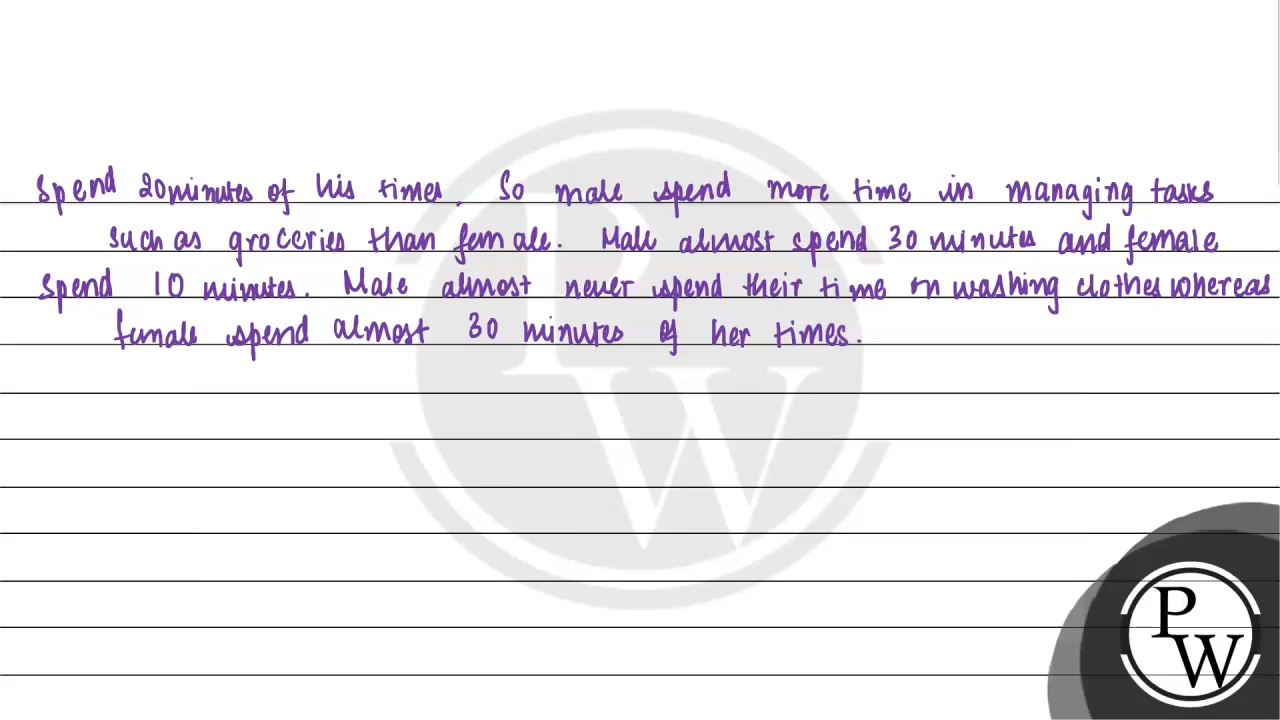 Spend 20 minutes of his times. So male spend more time in managing tasks
such as groceries than female. Male almost spend 30 minutes and female
spend 10 minutes. Male almost never spend their time on washing clothes whereas
female spend almost 30 minutes of her times.
PW
PW